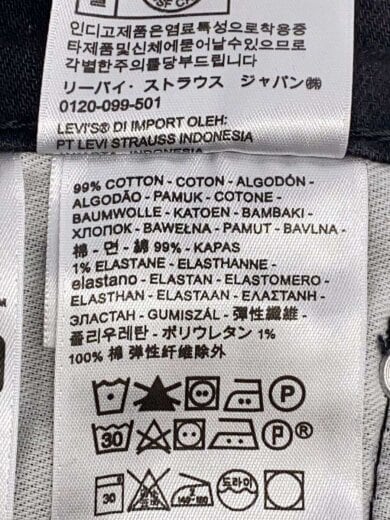 SF CH
인디고제품은염료특성으로착용중
타제품및신체에묻어날수있으므로
각별한주의를당부드립니다.
リーバイ・ストラウス ジャパン㈱
0120-099-501
LEVI'S® DI IMPORT OLEH:
PT LEVI STRAUSS INDONESIA
99% COTTON - COTON - ALGODÓN -
ALGODÃO - PAMUK - COTONE -
BAUMWOLLE - KATOEN - BAMBAKI -
ХЛОПОК - BAWEŁNA - PAMUT - BAVLNA -
棉 - 면 - 綿 99% - KAPAS
1% ELASTANE - ELASTHANNE -
elastano - ELASTAN - ELASTOMERO -
ELASTHAN - ELASTAAN - ΕΛΑΣΤΑΝΗ -
ЭЛАСТАН - GUMISZÁL - 彈性纖維 -
폴리우레탄 - ポリウレタン 1%
100% 棉 弹性纤维除外
P
30 P®
30 드라이